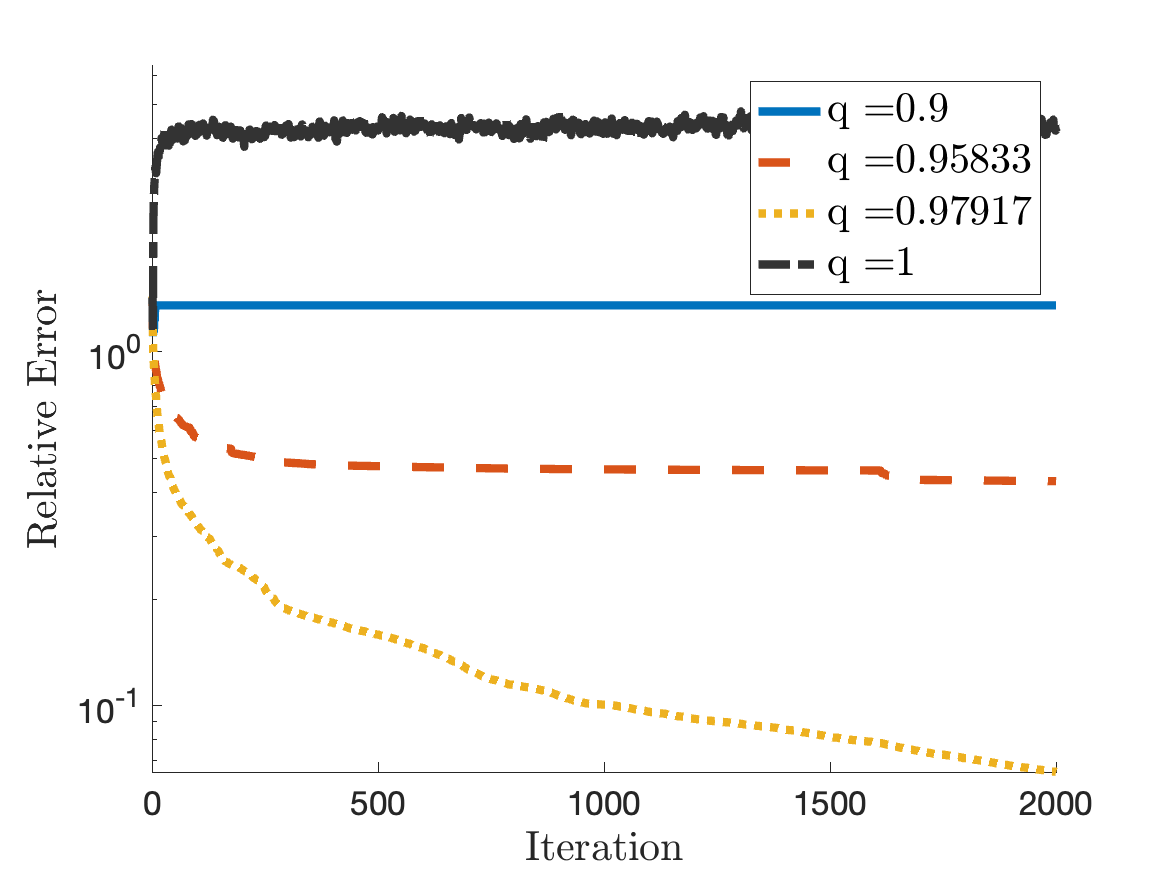 q =0.9
q =0.95833
q =0.97917
q =1
Relative Error
10^0
10^-1
0 500 1000 1500 2000
Iteration